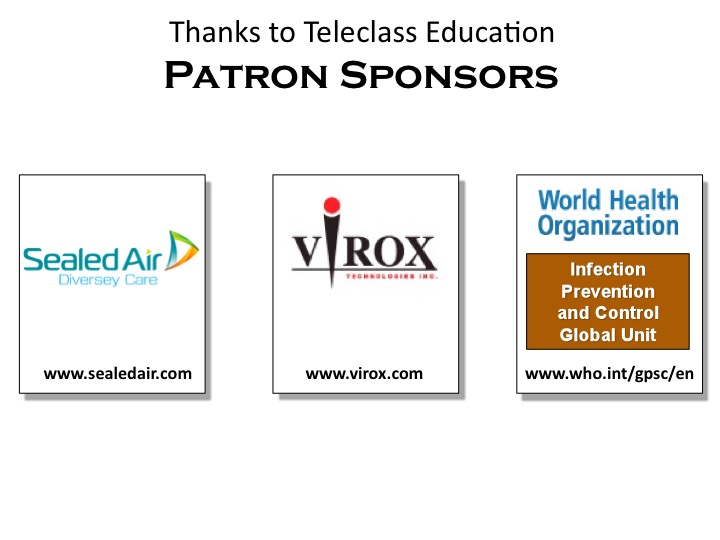 Thanks to Teleclass Education
PATRON SPONSORS
Sealed Air
Diversey Care
www.sealedair.com
VIROX
TECHNOLOGIES INC.
www.virox.com
World Health
Organization
Infection
Prevention
and Control
Global Unit
www.who.int/gpsc/en